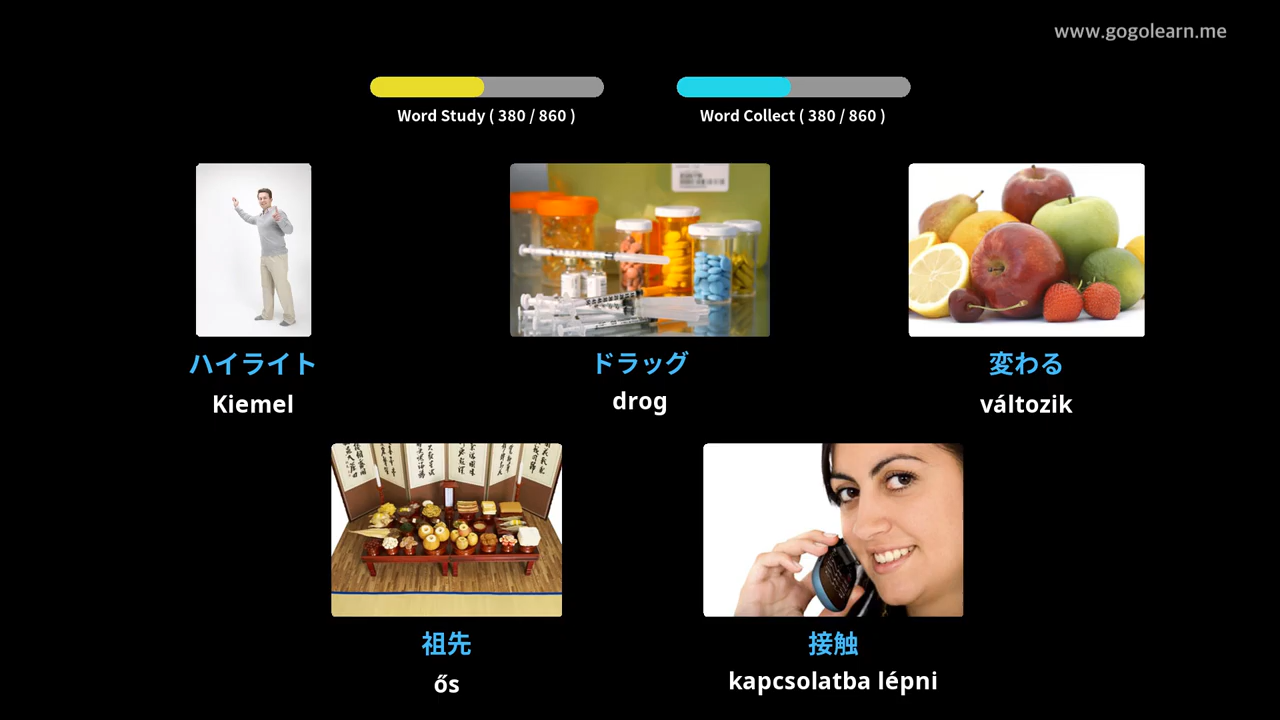 www.gogolearn.me
Word Study ( 380 / 860 )
Word Collect ( 380 / 860 )
ハイライト
Kiemel
ドラッグ
drog
変わる
változik
祖先
ős
接触
kapcsolatba lépni